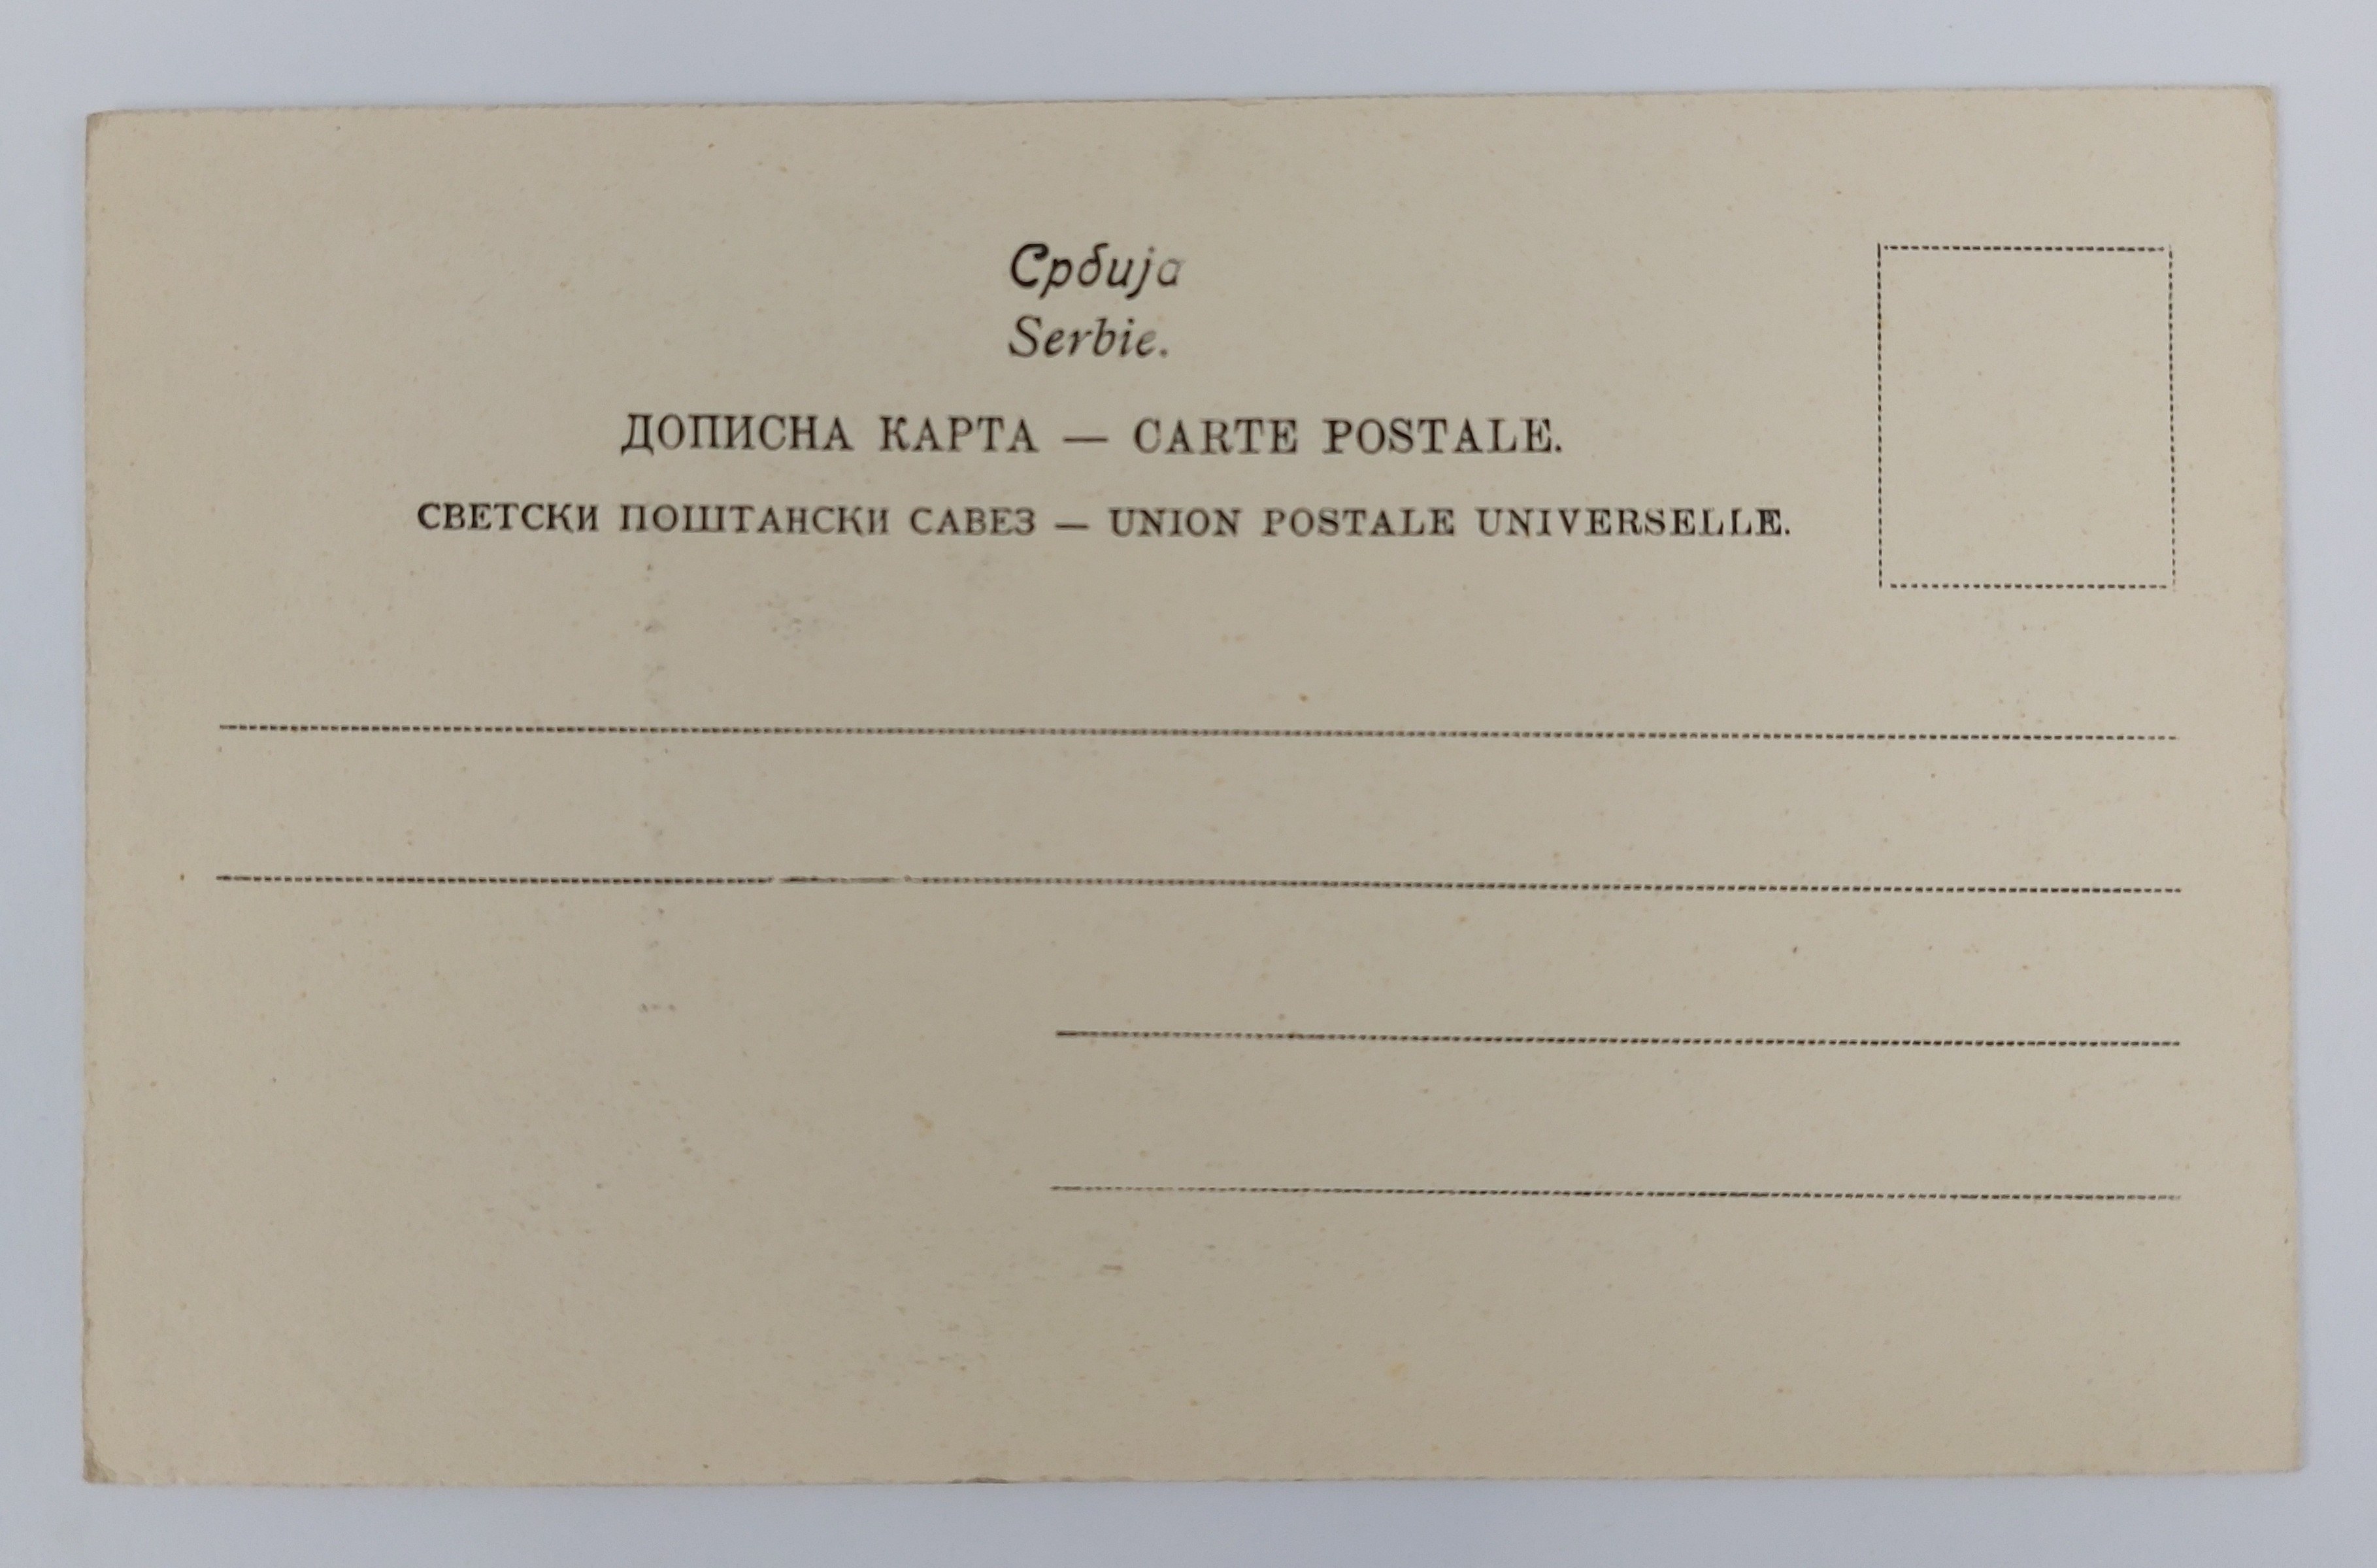 Србија
Serbie.
ДОПИСНА КАРТА — CARTE POSTALE.
СВЕТСКИ ПОШТАНСКИ САВЕЗ — UNION POSTALE UNIVERSELLE.